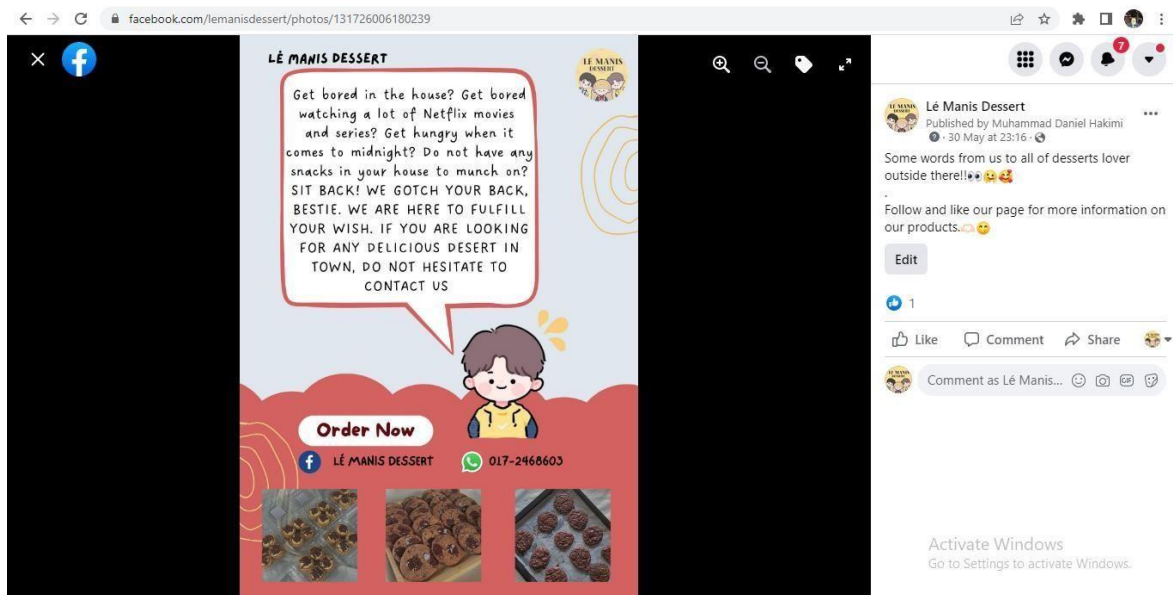 facebook.com/lemanisdessert/photos/131726006180239
7
LÉ MANIS DESSERT
LE MANIS
DESSERT
Get bored in the house? Get bored
watching a lot of Netflix movies
and series? Get hungry when it
comes to midnight? Do not have any
snacks in your house to munch on?
SIT BACK! WE GOTCH YOUR BACK,
BESTIE. WE ARE HERE TO FULFILL
YOUR WISH. IF YOU ARE LOOKING
FOR ANY DELICIOUS DESERT IN
TOWN, DO NOT HESITATE TO
CONTACT US
Order Now
LÉ MANIS DESSERT
017-2468603
Lé Manis Dessert
Published by Muhammad Daniel Hakimi
· 30 May at 23:16 ·
Some words from us to all of desserts lover
outside there!!👀🤗🥰
.
Follow and like our page for more information on
our products.🫶🏻😋
Edit
1
Like Comment Share
Comment as Lé Manis...
GIF
Activate Windows
Go to Settings to activate Windows.